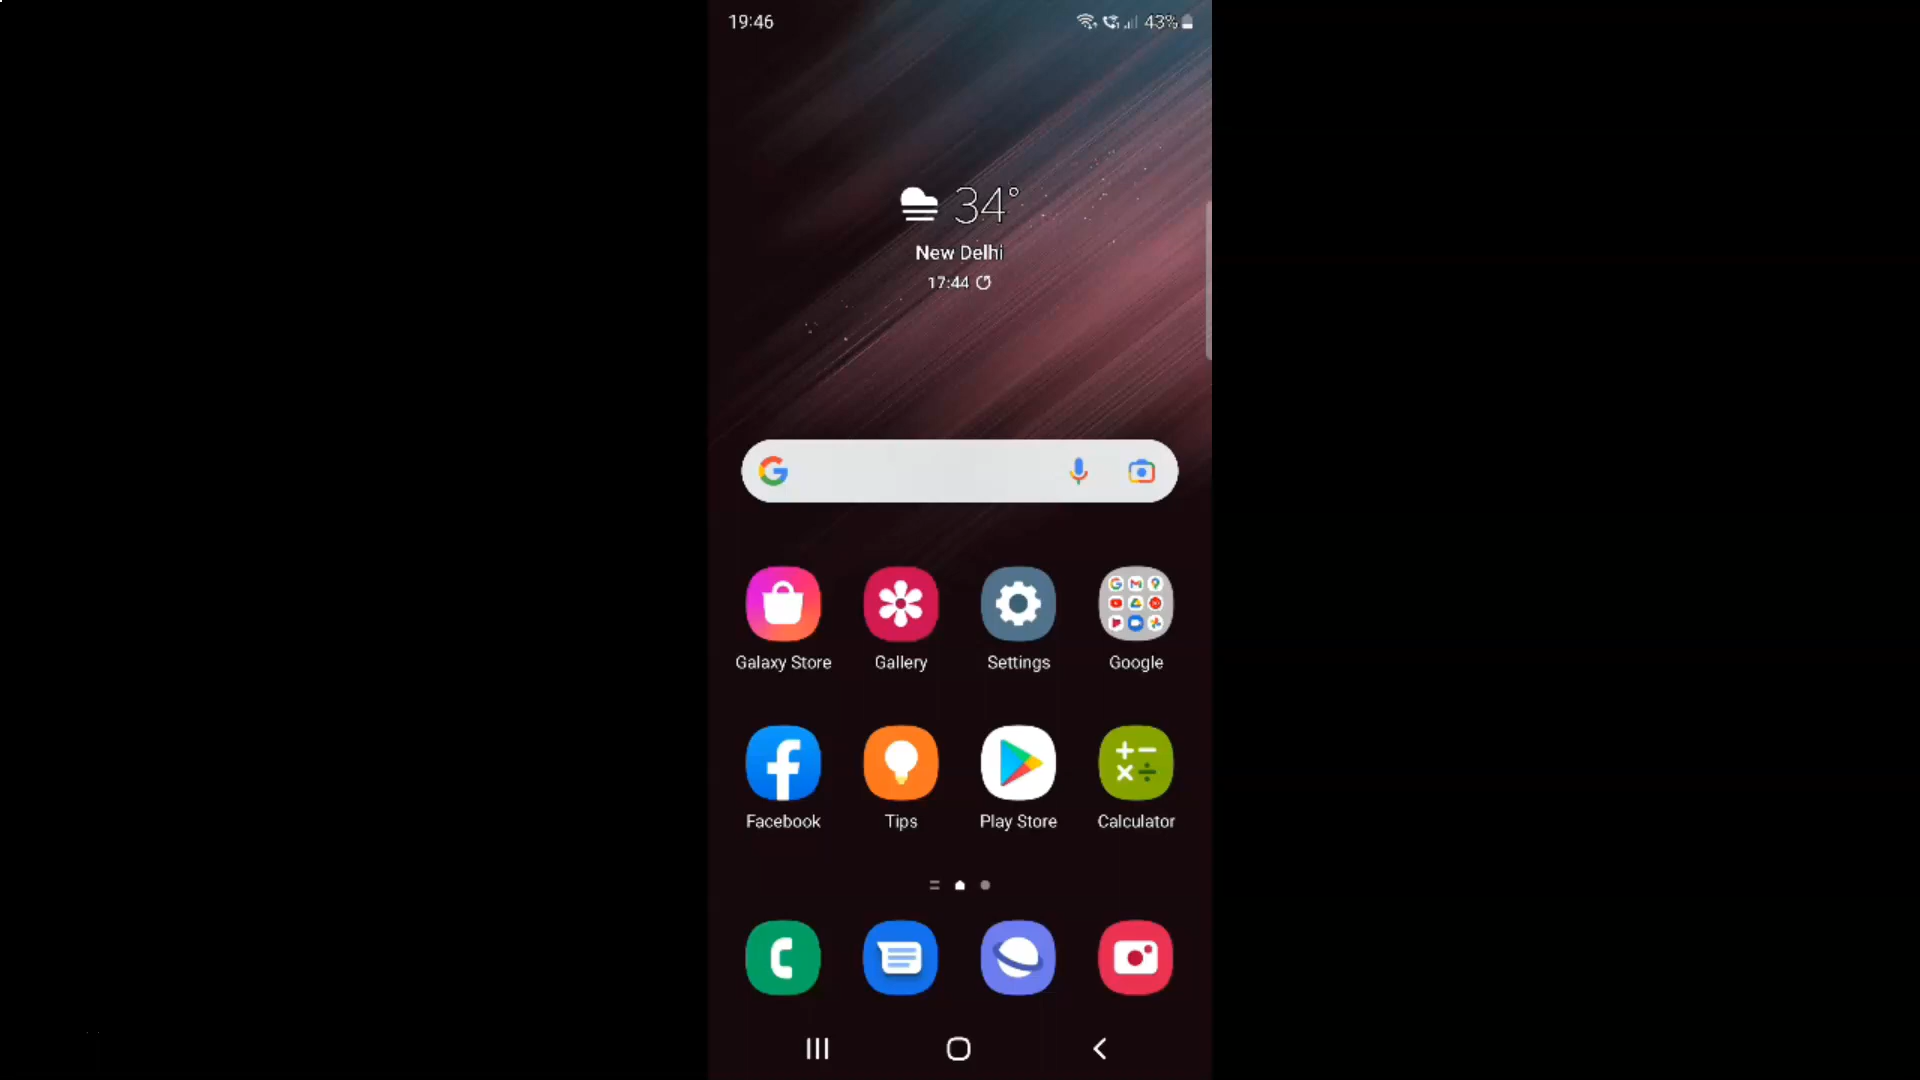 19:46 43%
34°
New Delhi
17:44
Galaxy Store Gallery Settings Google
Facebook Tips Play Store Calculator